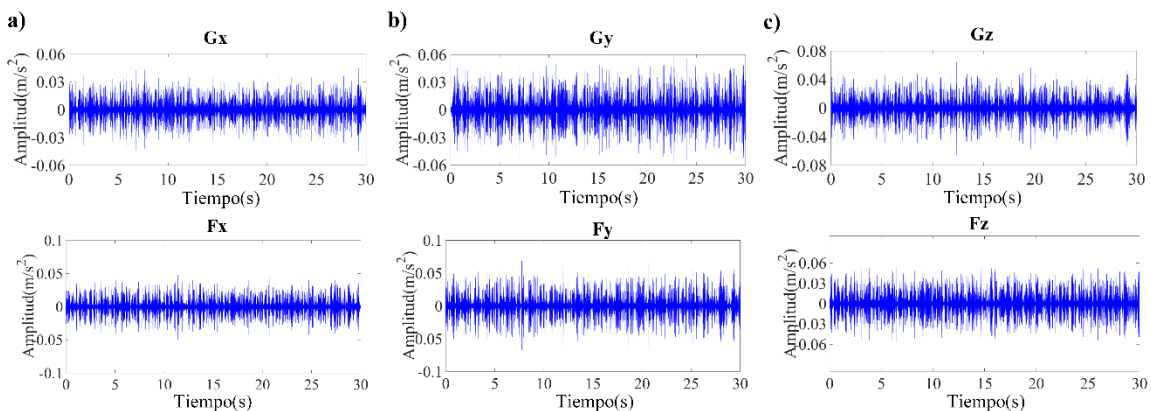 a)
Gx
Amplitud(m/s²)
0.06
0.03
0
-0.03
-0.06
0 5 10 15 20 25 30
Tiempo(s)
b)
Gy
Amplitud(m/s²)
0.06
0.03
0
-0.03
-0.06
0 5 10 15 20 25 30
Tiempo(s)
c)
Gz
Amplitud(m/s²)
0.08
0.04
0
-0.04
-0.08
0 5 10 15 20 25 30
Tiempo(s)
Fx
Amplitud(m/s²)
0.1
0.05
0
-0.05
-0.1
0 5 10 15 20 25 30
Tiempo(s)
Fy
Amplitud(m/s²)
0.1
0.05
0
-0.05
-0.1
0 5 10 15 20 25 30
Tiempo(s)
Fz
Amplitud(m/s²)
0.06
0.03
0
-0.03
-0.06
0 5 10 15 20 25 30
Tiempo(s)